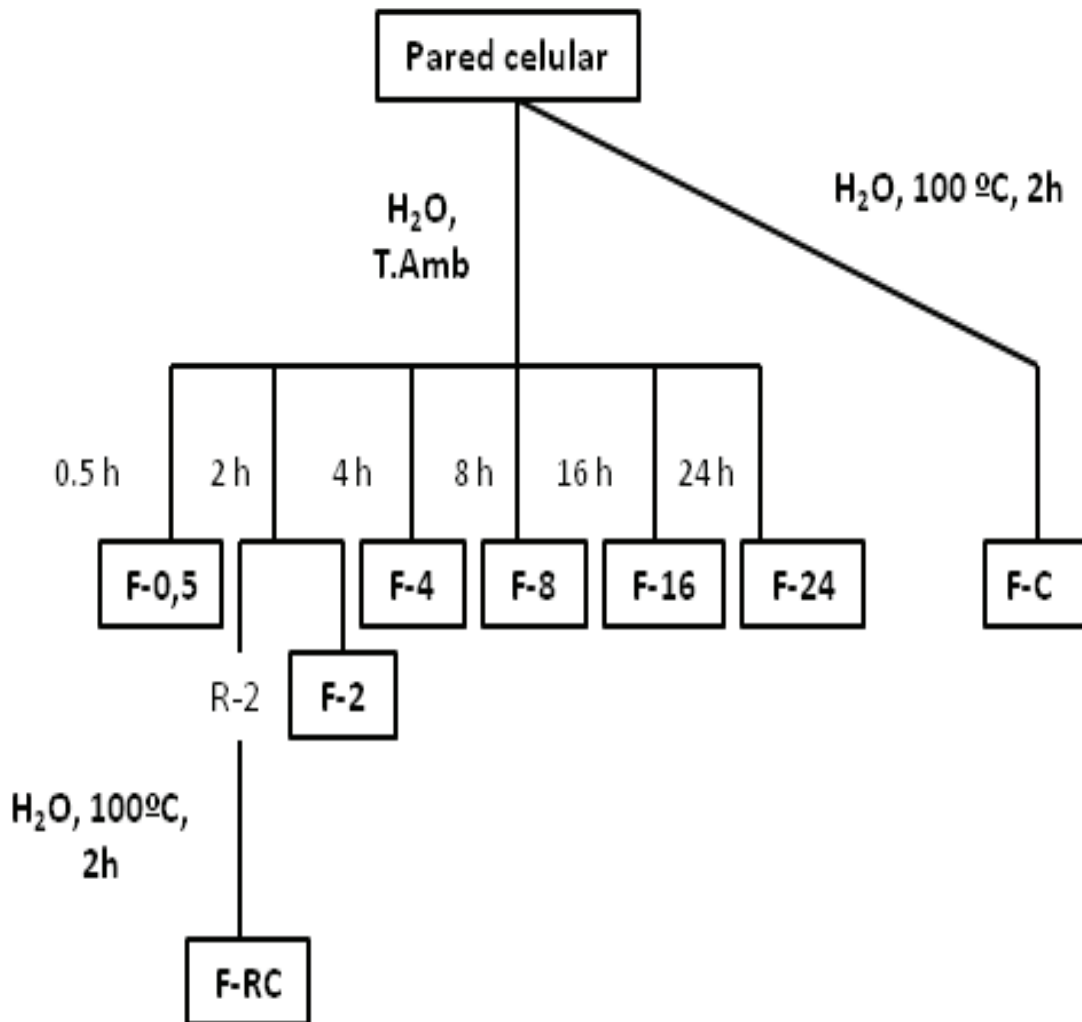 Pared celular
H₂O,
T.Amb
H₂O, 100 ºC, 2h
0.5 h
2 h
4 h
8 h
16 h
24 h
F-0,5
F-4
F-8
F-16
F-24
F-C
R-2
F-2
H₂O, 100ºC,
2h
F-RC